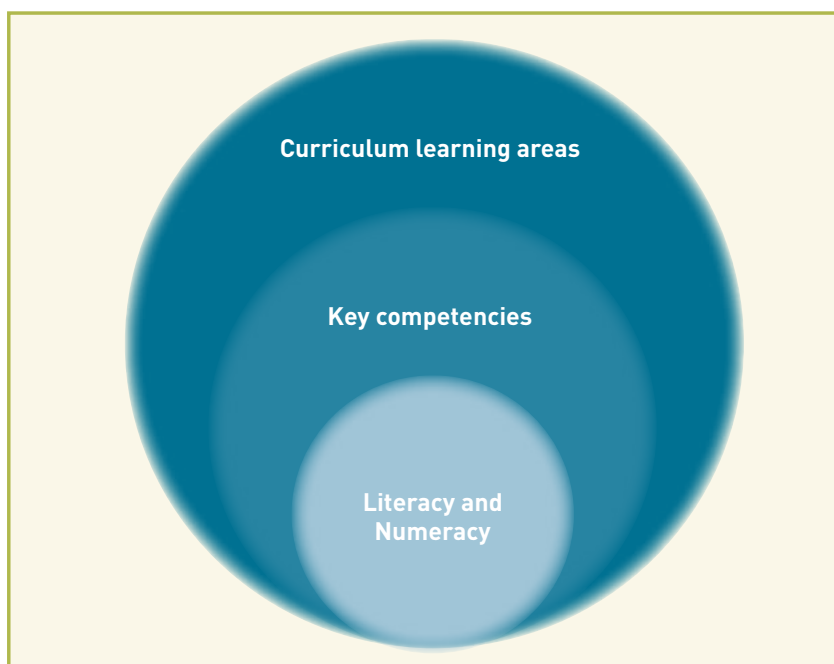 Curriculum learning areas
Key competencies
Literacy and
Numeracy